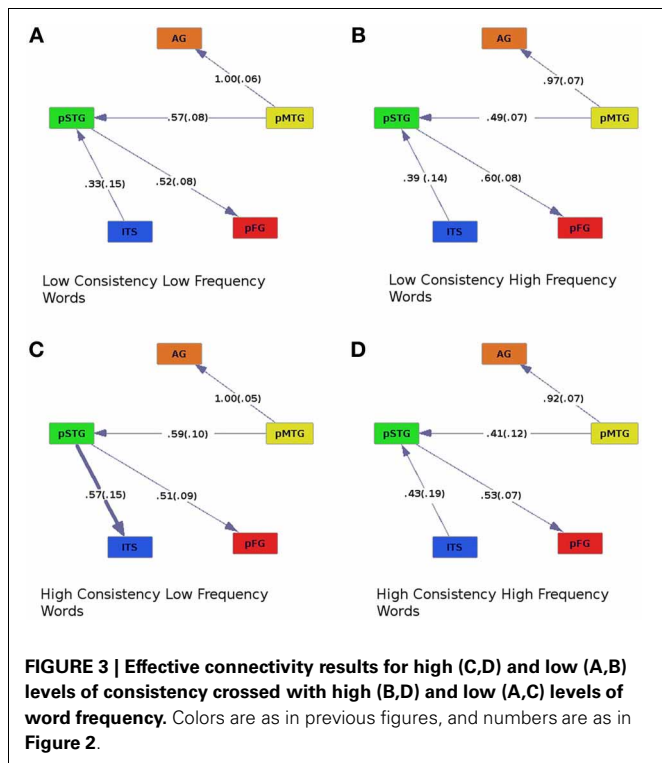 A
AG
1.00(.06)
pSTG
.57(.08)
pMTG
.33(.15)
.52(.08)
ITS
pFG
Low Consistency Low Frequency
Words
B
AG
.97(.07)
pSTG
.49(.07)
pMTG
.39 (.14)
.60(.08)
ITS
pFG
Low Consistency High Frequency
Words
C
AG
1.00(.05)
pSTG
.59(.10)
pMTG
.57(.15)
.51(.09)
ITS
pFG
High Consistency Low Frequency
Words
D
AG
.92(.07)
pSTG
.41(.12)
pMTG
.43(.19)
.53(.07)
ITS
pFG
High Consistency High Frequency
Words
FIGURE 3 | Effective connectivity results for high (C,D) and low (A,B)
levels of consistency crossed with high (B,D) and low (A,C) levels of
word frequency. Colors are as in previous figures, and numbers are as in
Figure 2.